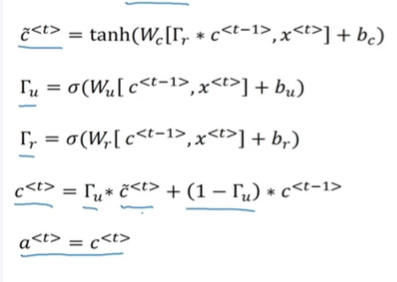 c̃<t> = tanh(W_c[Γ_r * c<t−1>, x<t>] + b_c)
Γ_u = σ(W_u[ c<t−1>, x<t>] + b_u)
Γ_r = σ(W_r[ c<t−1>, x<t>] + b_r)
c<t> = Γ_u * c̃<t> + (1 − Γ_u) * c<t−1>
a<t> = c<t>